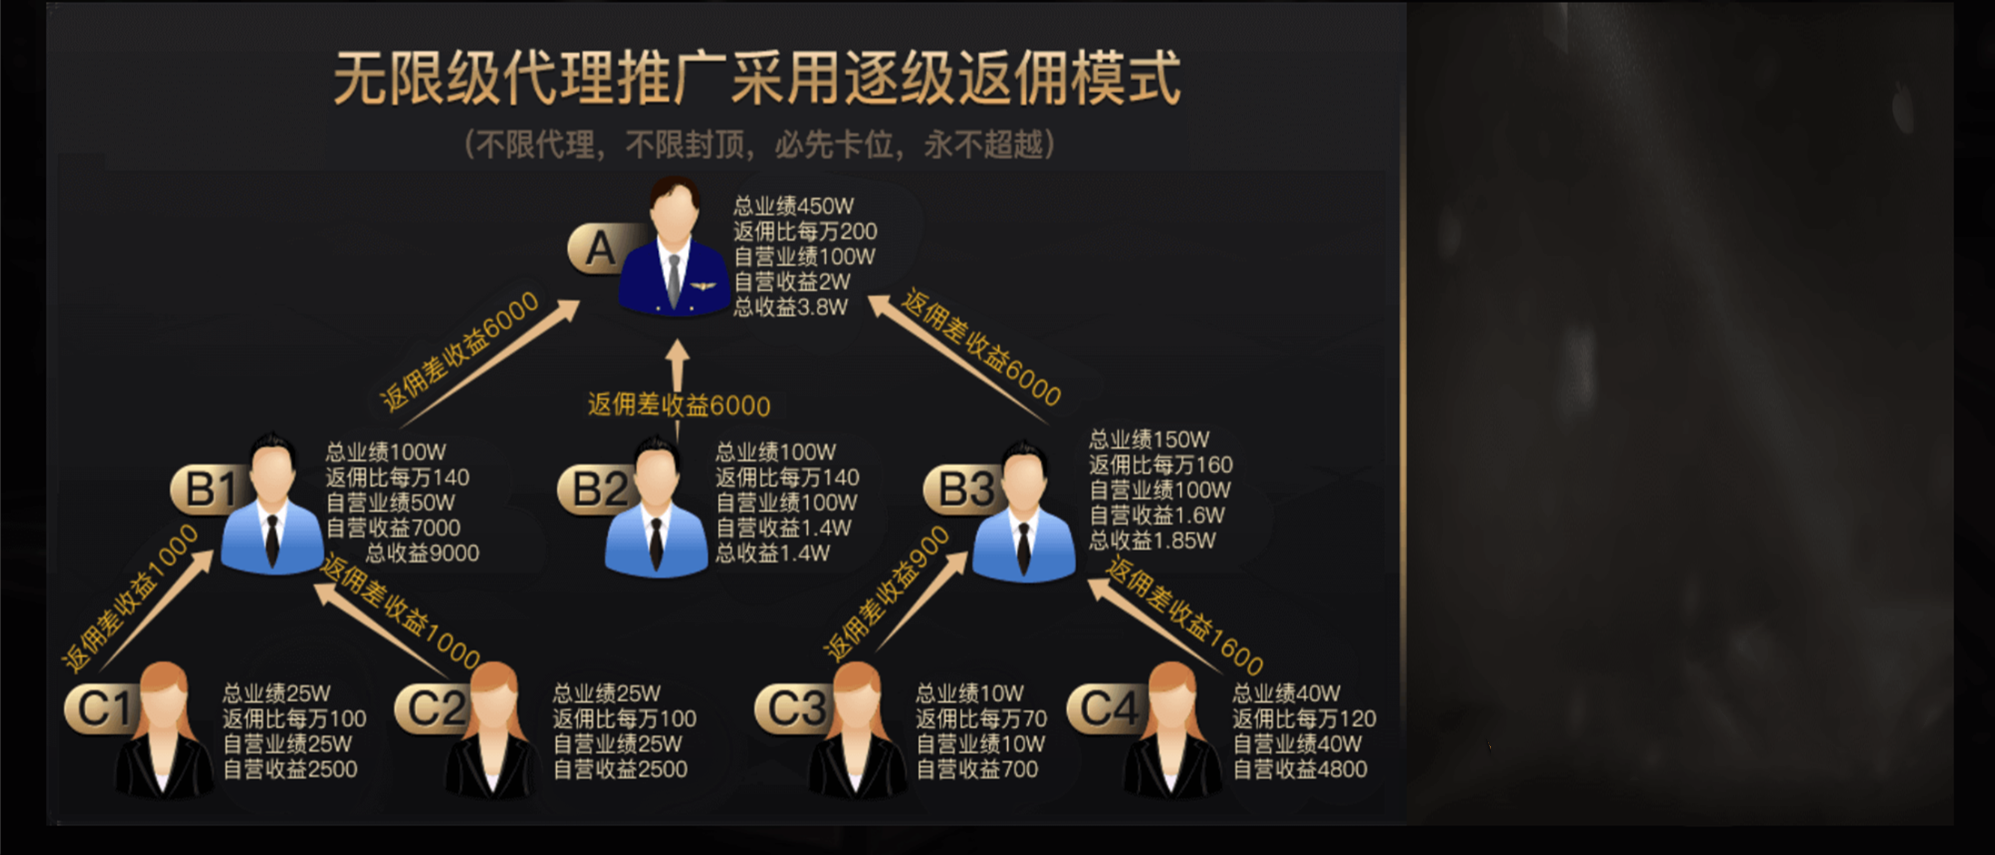 无限级代理推广采用逐级返佣模式
（不限代理，不限封顶，必先卡位，永不超越）
A
总业绩450W
返佣比每万200
自营业绩100W
自营收益2W
总收益3.8W
返佣差收益6000
返佣差收益6000
返佣差收益6000
B1
总业绩100W
返佣比每万140
自营业绩50W
自营收益7000
总收益9000
B2
总业绩100W
返佣比每万140
自营业绩100W
自营收益1.4W
总收益1.4W
B3
总业绩150W
返佣比每万160
自营业绩100W
自营收益1.6W
总收益1.85W
返佣差收益1000
返佣差收益1000
返佣差收益900
返佣差收益1600
C1
总业绩25W
返佣比每万100
自营业绩25W
自营收益2500
C2
总业绩25W
返佣比每万100
自营业绩25W
自营收益2500
C3
总业绩10W
返佣比每万70
自营业绩10W
自营收益700
C4
总业绩40W
返佣比每万120
自营业绩40W
自营收益4800